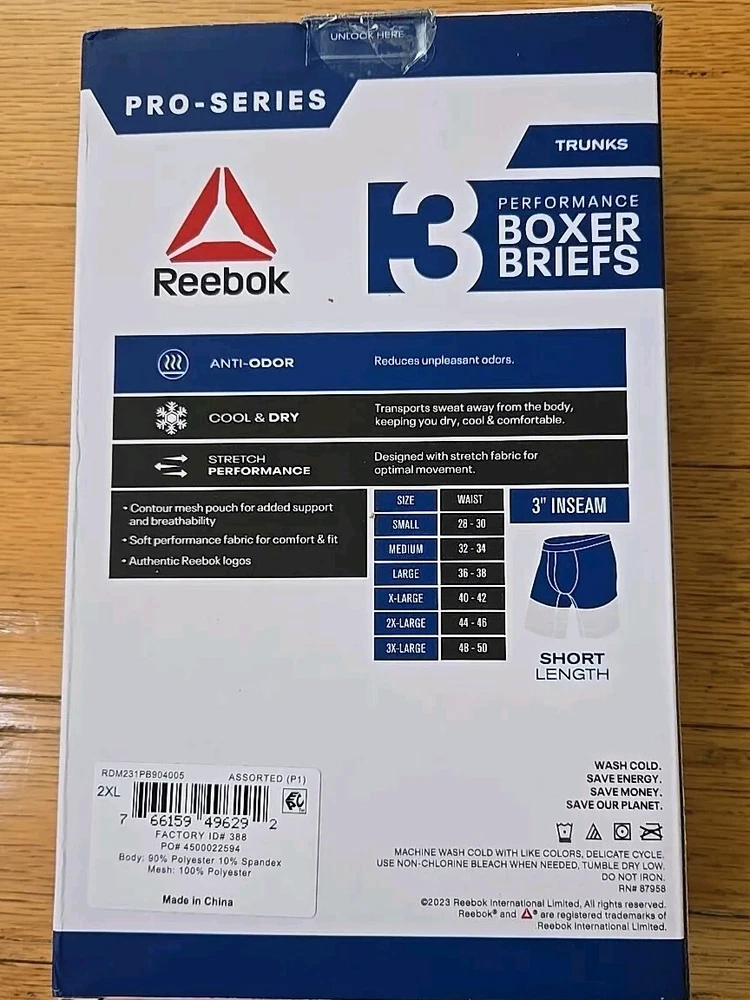 UNLOCK HERE
PRO-SERIES
TRUNKS
Reebok
3
PERFORMANCE
BOXER
BRIEFS
ANTI-ODOR
Reduces unpleasant odors.
COOL & DRY
Transports sweat away from the body,
keeping you dry, cool & comfortable.
STRETCH
PERFORMANCE
Designed with stretch fabric for
optimal movement.
• Contour mesh pouch for added support
and breathability
• Soft performance fabric for comfort & fit
• Authentic Reebok logos
SIZE WAIST
SMALL 28 - 30
MEDIUM 32 - 34
LARGE 36 - 38
X-LARGE 40 - 42
2X-LARGE 44 - 46
3X-LARGE 48 - 50
3" INSEAM
SHORT
LENGTH
RDM231PB904005 ASSORTED (P1)
2XL
7 66159 49629 2
FACTORY ID# 388
PO# 4500022594
Body: 90% Polyester 10% Spandex
Mesh: 100% Polyester
Made in China
WASH COLD.
SAVE ENERGY.
SAVE MONEY.
SAVE OUR PLANET.
MACHINE WASH COLD WITH LIKE COLORS, DELICATE CYCLE.
USE NON-CHLORINE BLEACH WHEN NEEDED, TUMBLE DRY LOW.
DO NOT IRON.
RN# 87958
©2023 Reebok International Limited, All rights reserved.
Reebok® and ® are registered trademarks of
Reebok International Limited.